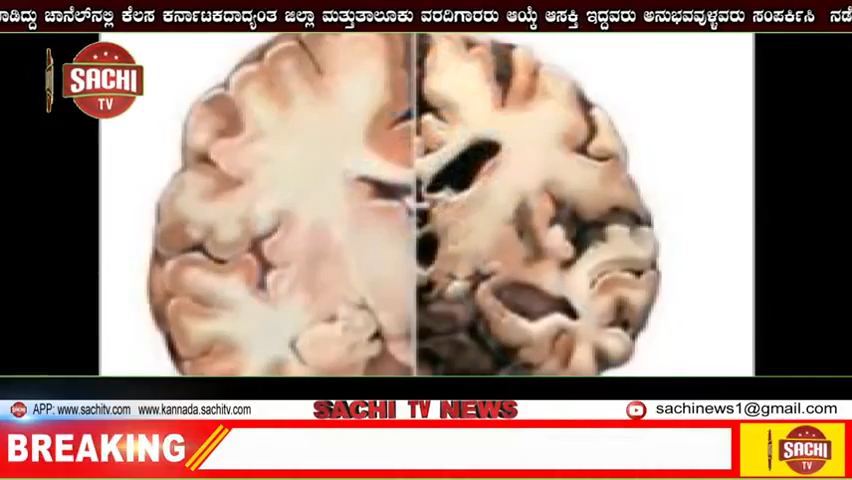 ಚಾನೆಲ್‌ನಲ್ಲಿ ಕೆಲಸ ಕರ್ನಾಟಕದಾದ್ಯಂತ ಜಿಲ್ಲಾ ಮತ್ತುತಾಲೂಕು ವರದಿಗಾರರು ಆಯ್ಕೆ ಆಸಕ್ತಿ ಇದ್ದವರು ಅನುಭವವುಳ್ಳವರು ಸಂಪರ್ಕಿಸಿ
SACHI
TV
APP: www.sachitv.com www.kannada.sachitv.com
SACHI TV NEWS
sachinews1@gmail.com
BREAKING
SACHI
TV